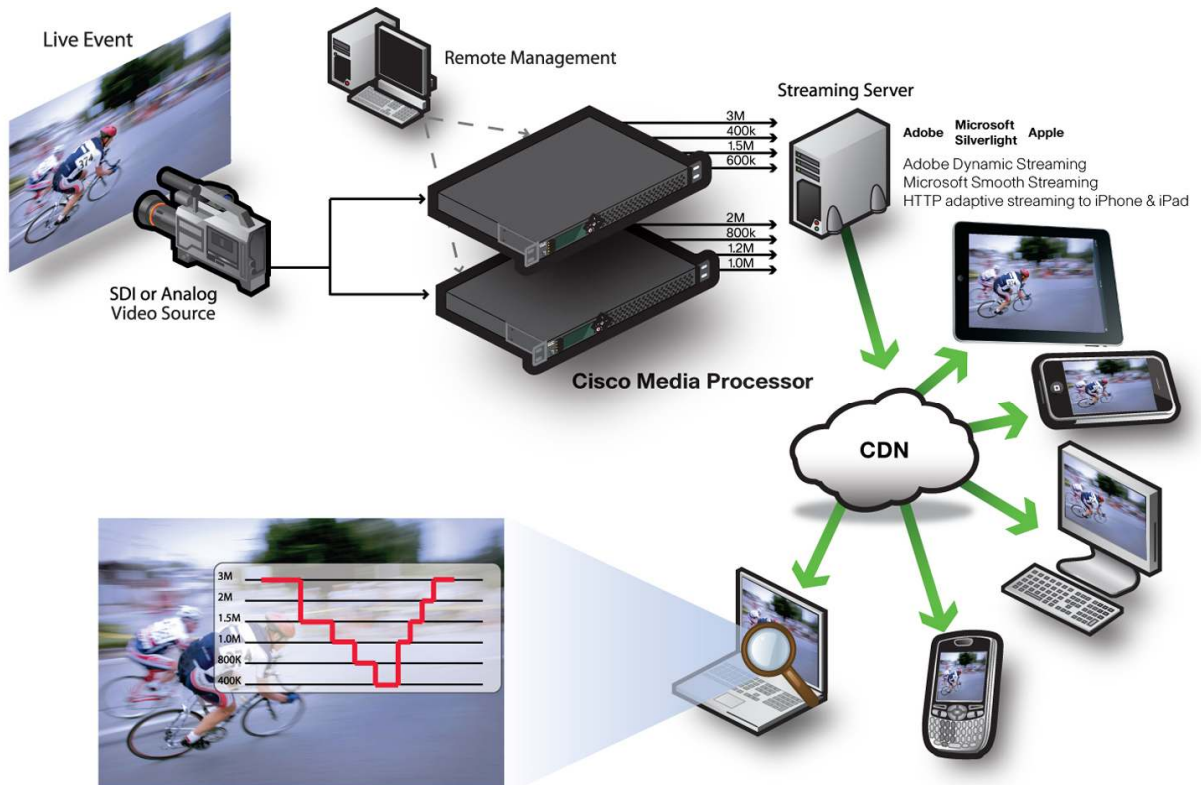 Live Event
Remote Management
Streaming Server
SDI or Analog
Video Source
3M
400k
1.5M
600k
2M
800k
1.2M
1.0M
Adobe Microsoft Silverlight Apple
Adobe Dynamic Streaming
Microsoft Smooth Streaming
HTTP adaptive streaming to iPhone & iPad
Cisco Media Processor
CDN
3M
2M
1.5M
1.0M
800K
400K
374